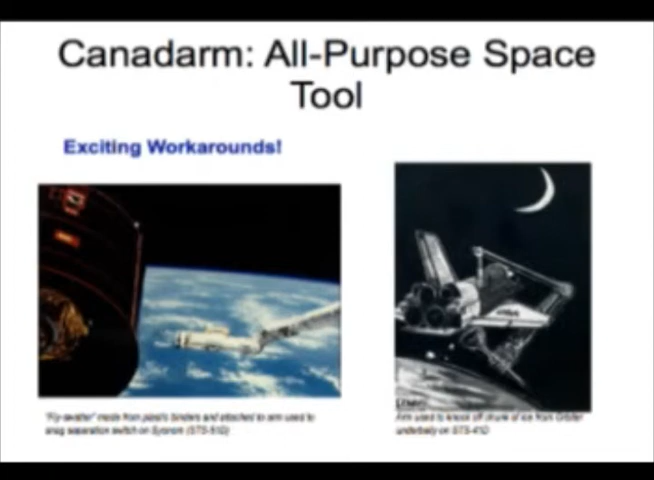 Canadarm: All-Purpose Space
Tool
Exciting Workarounds!
"Fly-swatter" made from plastic binders and attached to arm used to
snag separation switch on Syncom (STS-51D)
Arm used to knock off chunk of ice from Orbiter
underbelly on STS-41D